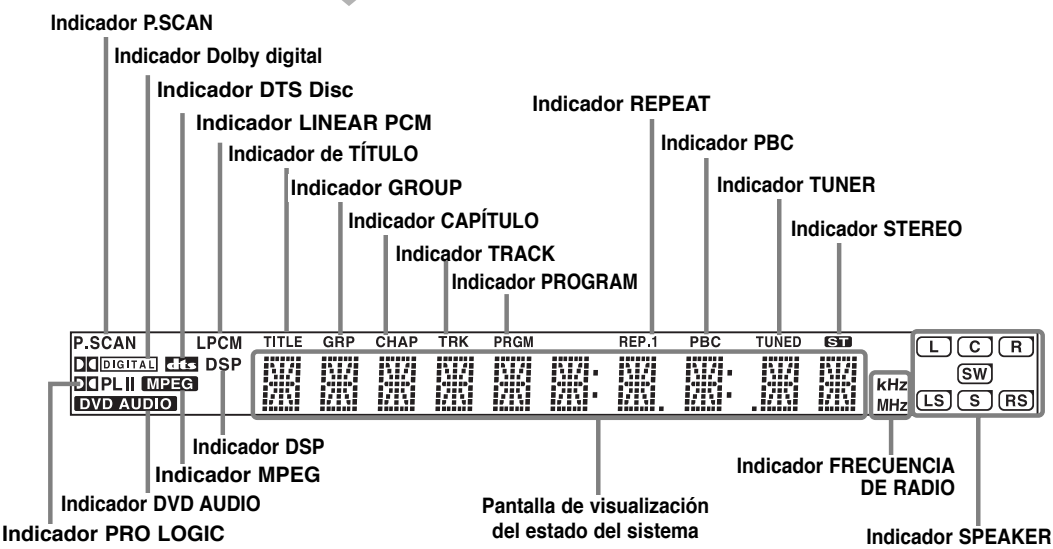 Indicador P.SCAN
Indicador Dolby digital
Indicador DTS Disc
Indicador LINEAR PCM
Indicador de TÍTULO
Indicador GROUP
Indicador CAPÍTULO
Indicador TRACK
Indicador PROGRAM
Indicador REPEAT
Indicador PBC
Indicador TUNER
Indicador STEREO
P.SCAN LPCM TITLE GRP CHAP TRK PRGM REP.1 PBC TUNED ST
DIGITAL dts DSP
PL II MPEG
DVD AUDIO
kHz
MHz
L C R
SW
LS S RS
Indicador DSP
Indicador MPEG
Indicador DVD AUDIO
Indicador PRO LOGIC
Pantalla de visualización
del estado del sistema
Indicador FRECUENCIA
DE RADIO
Indicador SPEAKER